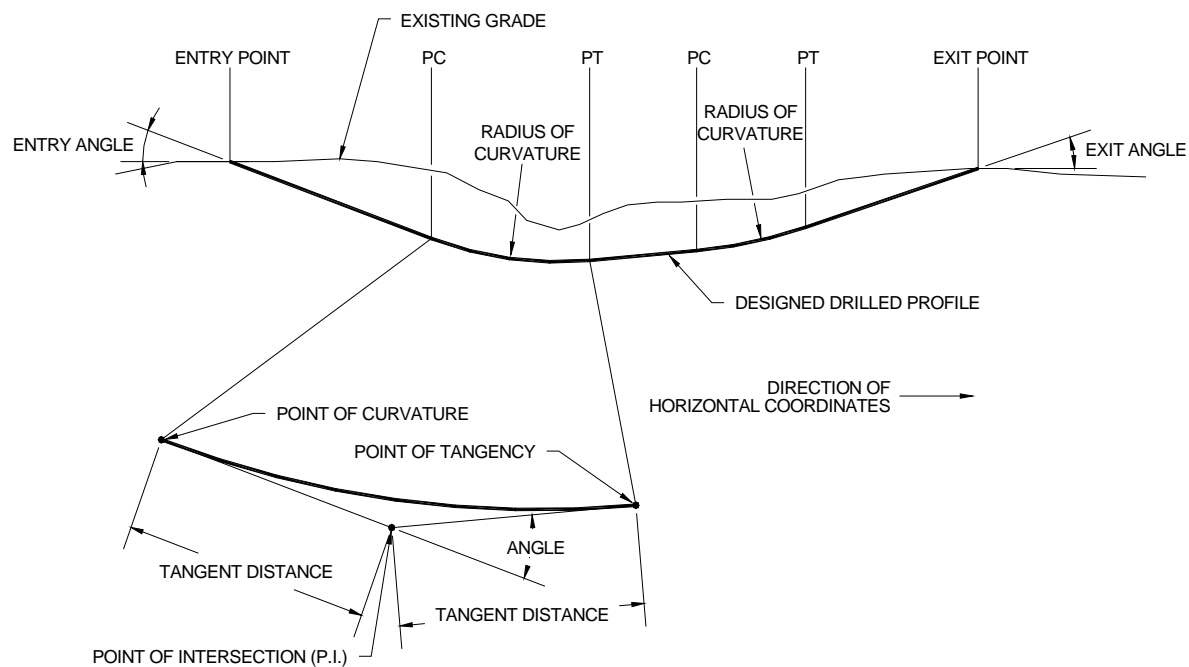 EXISTING GRADE
ENTRY POINT
PC
PT
PC
PT
EXIT POINT
ENTRY ANGLE
RADIUS OF
CURVATURE
RADIUS OF
CURVATURE
EXIT ANGLE
DESIGNED DRILLED PROFILE
DIRECTION OF
HORIZONTAL COORDINATES
POINT OF CURVATURE
POINT OF TANGENCY
ANGLE
TANGENT DISTANCE
TANGENT DISTANCE
POINT OF INTERSECTION (P.I.)